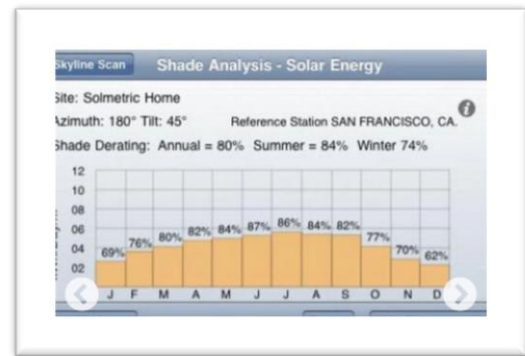 Skyline Scan
Shade Analysis - Solar Energy
Site: Solmetric Home
Azimuth: 180° Tilt: 45°
Reference Station SAN FRANCISCO, CA.
Shade Derating: Annual = 80% Summer = 84% Winter 74%
12
10
08
06
04
02
69% 76% 80% 82% 84% 87% 86% 84% 82% 77% 70% 62%
J F M A M J J A S O N D